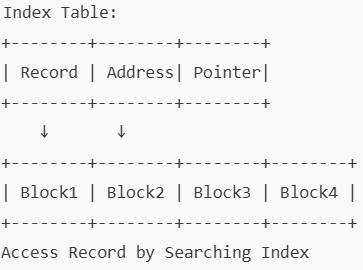 Index Table:
+--------+--------+--------+
| Record | Address| Pointer|
+--------+--------+--------+
↓ ↓
+--------+--------+--------+--------+
| Block1 | Block2 | Block3 | Block4 |
+--------+--------+--------+--------+
Access Record by Searching Index